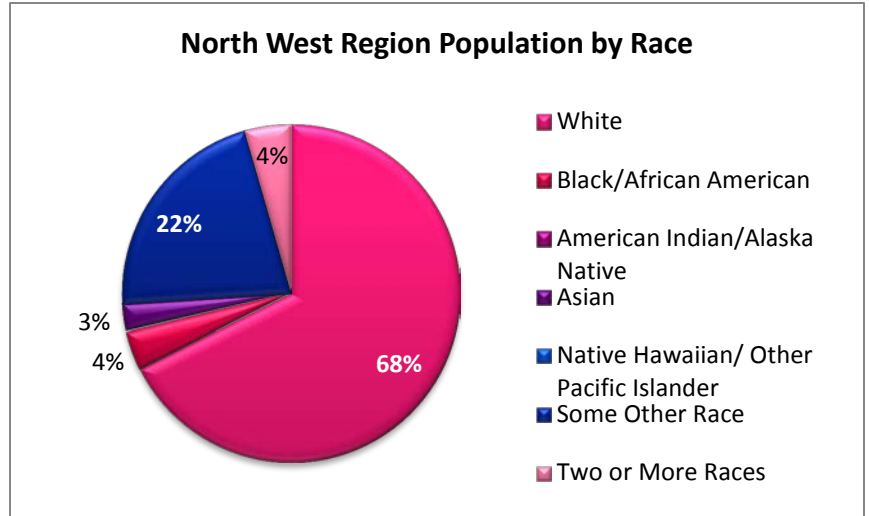 North West Region Population by Race
4%
22%
3%
4%
68%
White
Black/African American
American Indian/Alaska
Native
Asian
Native Hawaiian/ Other
Pacific Islander
Some Other Race
Two or More Races